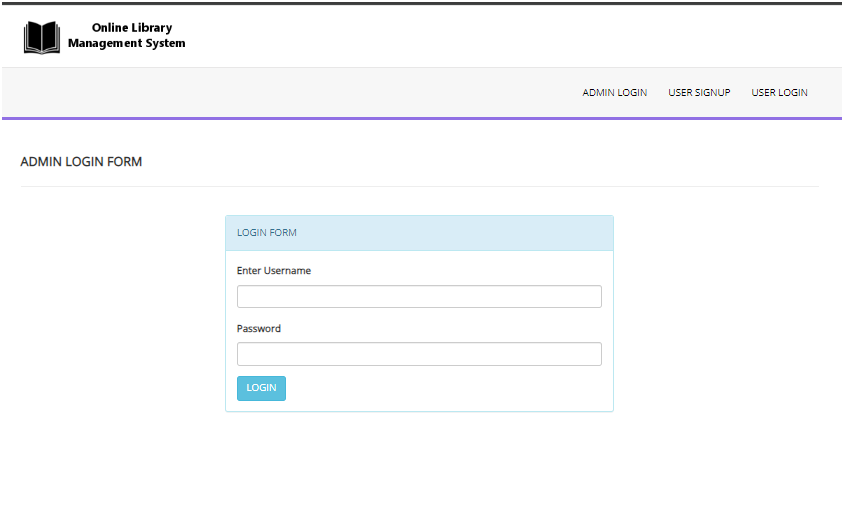 Online Library
Management System
ADMIN LOGIN USER SIGNUP USER LOGIN
ADMIN LOGIN FORM
LOGIN FORM
Enter Username
Password
LOGIN